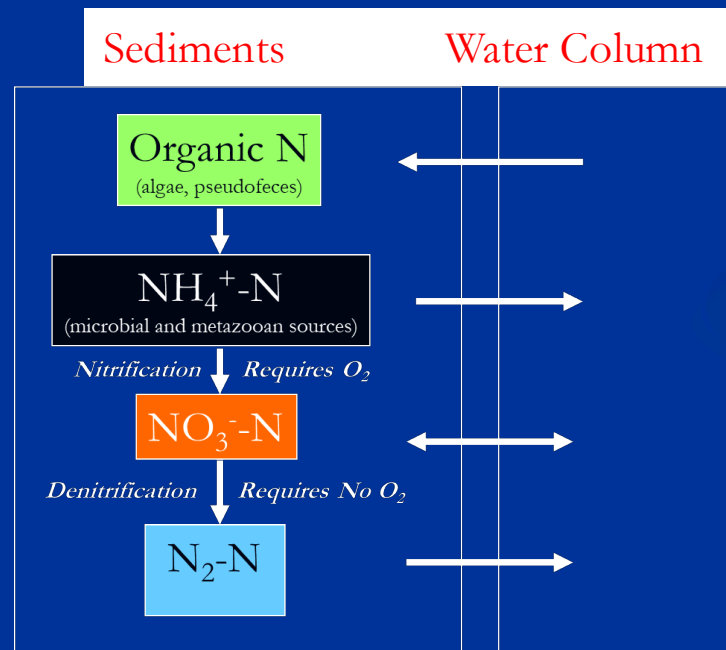 Sediments Water Column
Organic N
(algae, pseudofeces)
NH₄⁺-N
(microbial and metazooan sources)
Nitrification Requires O₂
NO₃⁻-N
Denitrification Requires No O₂
N₂-N